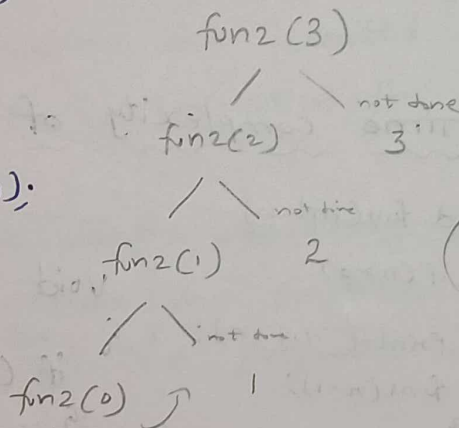 fun2(3)
not done
fun2(2) 3
);
not done
fun2(1) 2
not done
fun2(0) 1